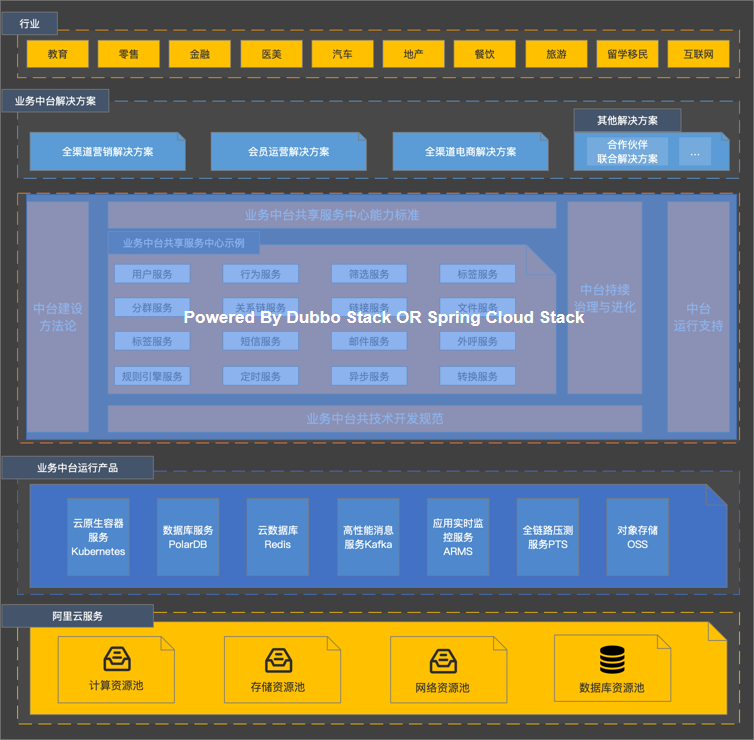 行业
教育
零售
金融
医美
汽车
地产
餐饮
旅游
留学移民
互联网
业务中台解决方案
全渠道营销解决方案
会员运营解决方案
全渠道电商解决方案
其他解决方案
合作伙伴
联合解决方案
...
中台建设
方法论
业务中台共享服务中心能力标准
业务中台共享服务中心示例
用户服务
行为服务
筛选服务
标签服务
分群服务
关系链服务
链接服务
文件服务
标签服务
短信服务
邮件服务
外呼服务
规则引擎服务
定时服务
异步服务
转换服务
业务中台共技术开发规范
中台持续
治理与进化
中台
运行支持
Powered By Dubbo Stack OR Spring Cloud Stack
业务中台运行产品
云原生容器
服务
Kubernetes
数据库服务
PolarDB
云数据库
Redis
高性能消息
服务Kafka
应用实时监
控服务
ARMS
全链路压测
服务PTS
对象存储
OSS
阿里云服务
计算资源池
存储资源池
网络资源池
数据库资源池